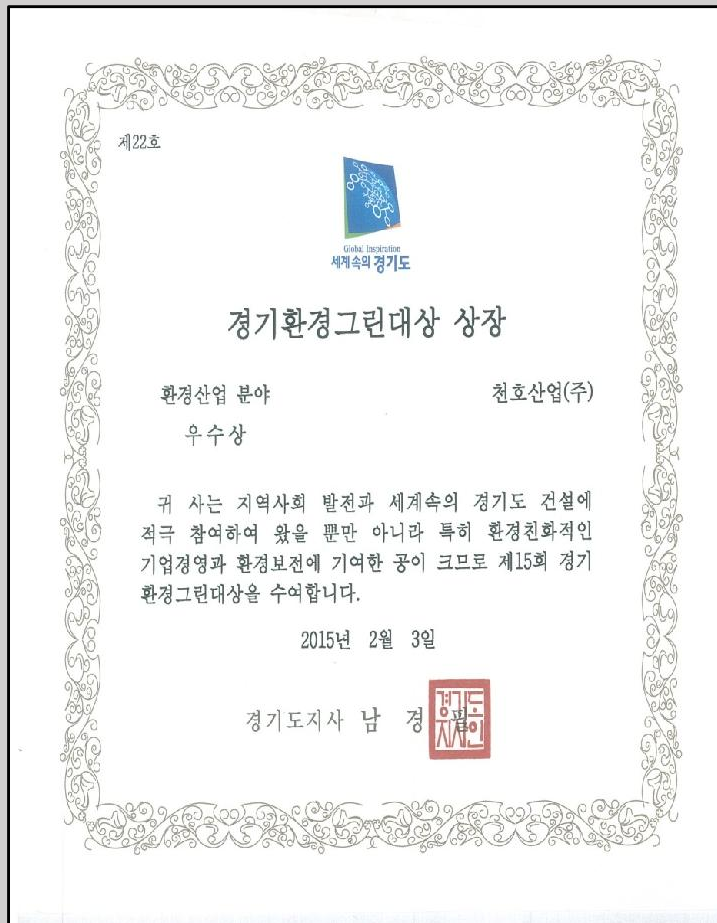 제22호
Global Inspiration
세계속의 경기도
경기환경그린대상 상장
환경산업 분야 천호산업(주)
우수상
귀 사는 지역사회 발전과 세계속의 경기도 건설에
적극 참여하여 왔을 뿐만 아니라 특히 환경친화적인
기업경영과 환경보전에 기여한 공이 크므로 제15회 경기
환경그린대상을 수여합니다.
2015년 2월 3일
경기도지사 남 경 필
경기도
지사인